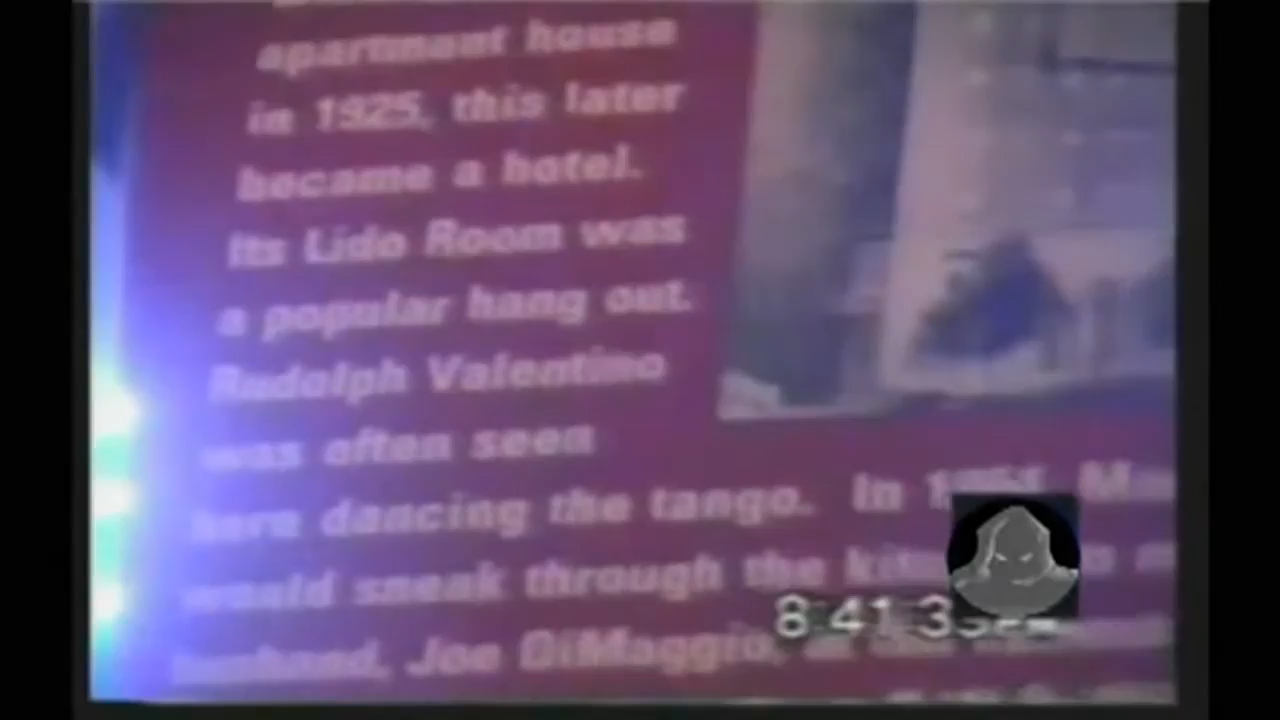 apartment house
in 1925, this later
became a hotel.
Its Lido Room was
a popular hang out.
Rudolph Valentino
was often seen
here dancing the tango. In
would sneak through the
husband, Joe DiMaggio,
8:41:3